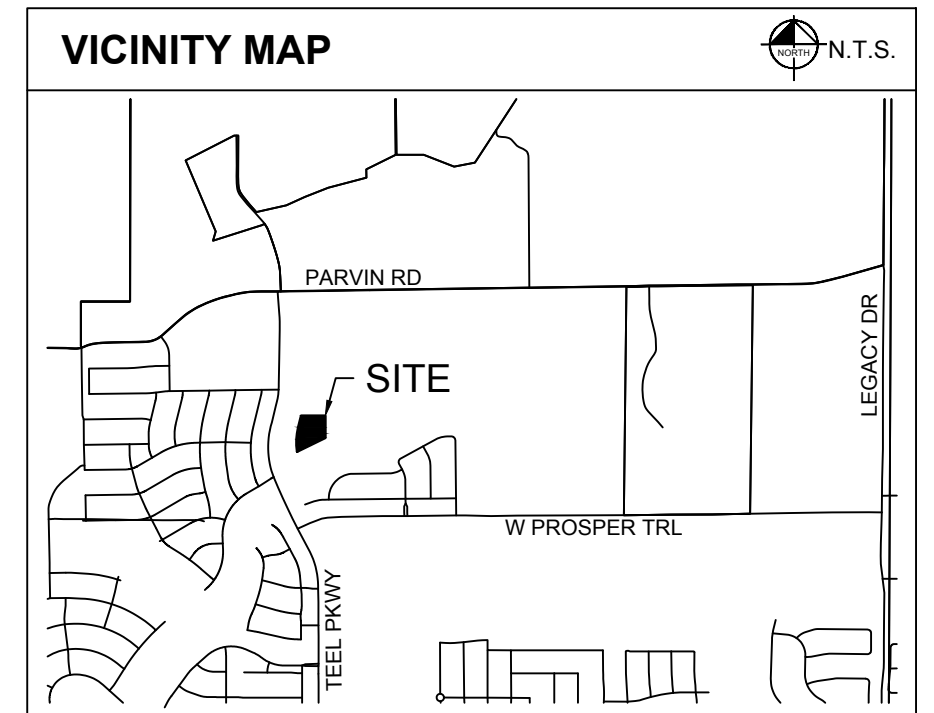 VICINITY MAP
NORTH
N.T.S.
PARVIN RD
LEGACY DR
SITE
W PROSPER TRL
TEEL PKWY